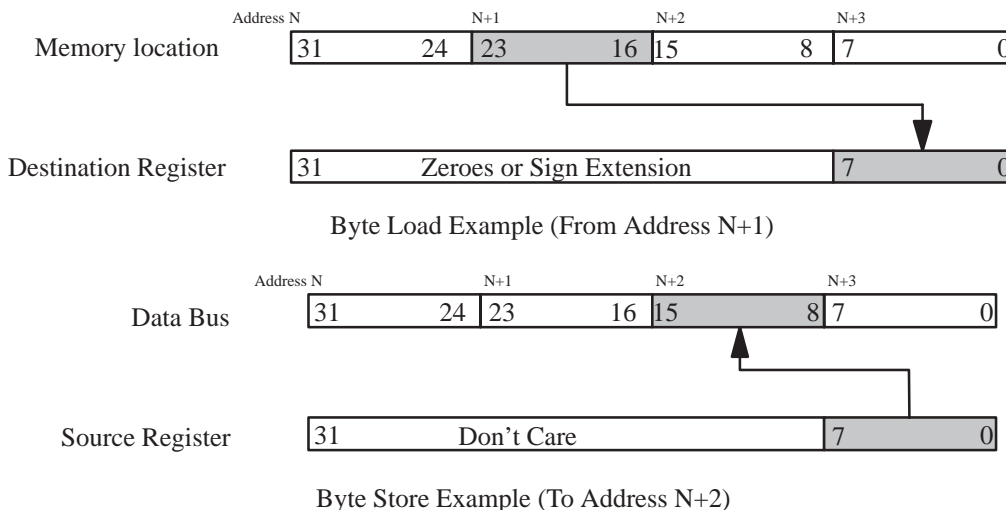 Address N N+1 N+2 N+3
Memory location 31 24 23 16 15 8 7 0
Destination Register 31 Zeroes or Sign Extension 7 0
Byte Load Example (From Address N+1)
Address N N+1 N+2 N+3
Data Bus 31 24 23 16 15 8 7 0
Source Register 31 Don't Care 7 0
Byte Store Example (To Address N+2)